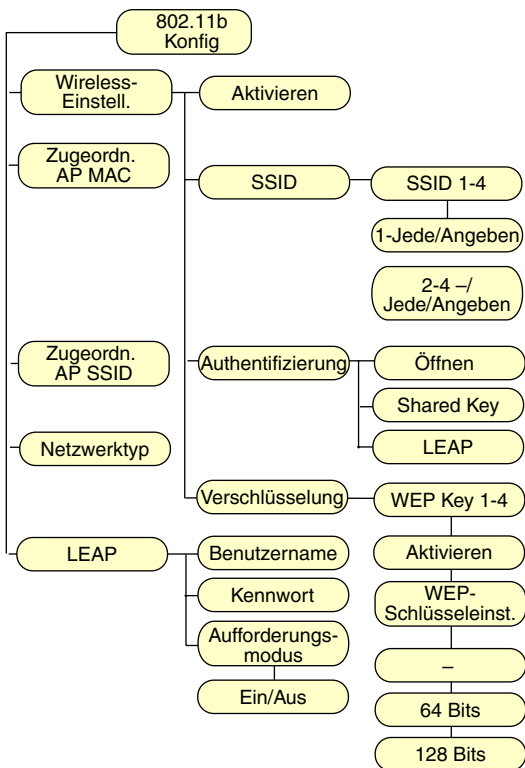 802.11b
Konfig
Wireless-
Einstell.
Aktivieren
Zugeordn.
AP MAC
SSID
SSID 1-4
1-Jede/Angeben
2-4 –/
Jede/Angeben
Zugeordn.
AP SSID
Authentifizierung
Öffnen
Shared Key
Netzwerktyp
LEAP
Verschlüsselung
WEP Key 1-4
LEAP
Benutzername
Aktivieren
Kennwort
WEP-
Schlüsseleinst.
Aufforderungs-
modus
–
Ein/Aus
64 Bits
128 Bits